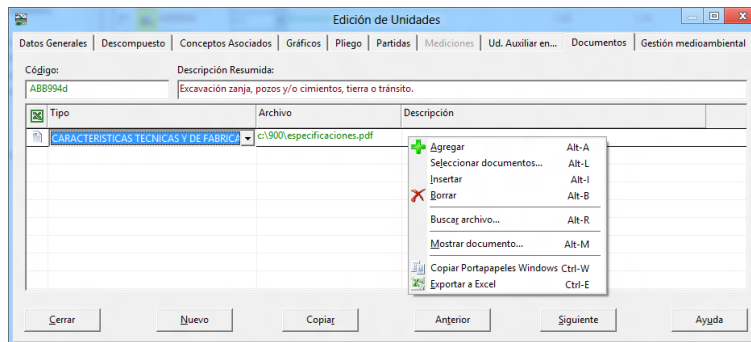 Edición de Unidades
Datos Generales Descompuesto Conceptos Asociados Gráficos Pliego Partidas Mediciones Ud. Auxiliar en... Documentos Gestión medioambiental
Código: Descripción Resumida:
ABB994d Excavación zanja, pozos y/o cimientos, tierra o tránsito.
Tipo Archivo Descripción
CARACTERISTICAS TECNICAS Y DE FABRICA c:\900\especificaciones.pdf
Agregar Alt-A
Seleccionar documentos... Alt-L
Insertar Alt-I
Borrar Alt-B
Buscar archivo... Alt-R
Mostrar documento... Alt-M
Copiar Portapapeles Windows Ctrl-W
Exportar a Excel Ctrl-E
Cerrar Nuevo Copiar Anterior Siguiente Ayuda